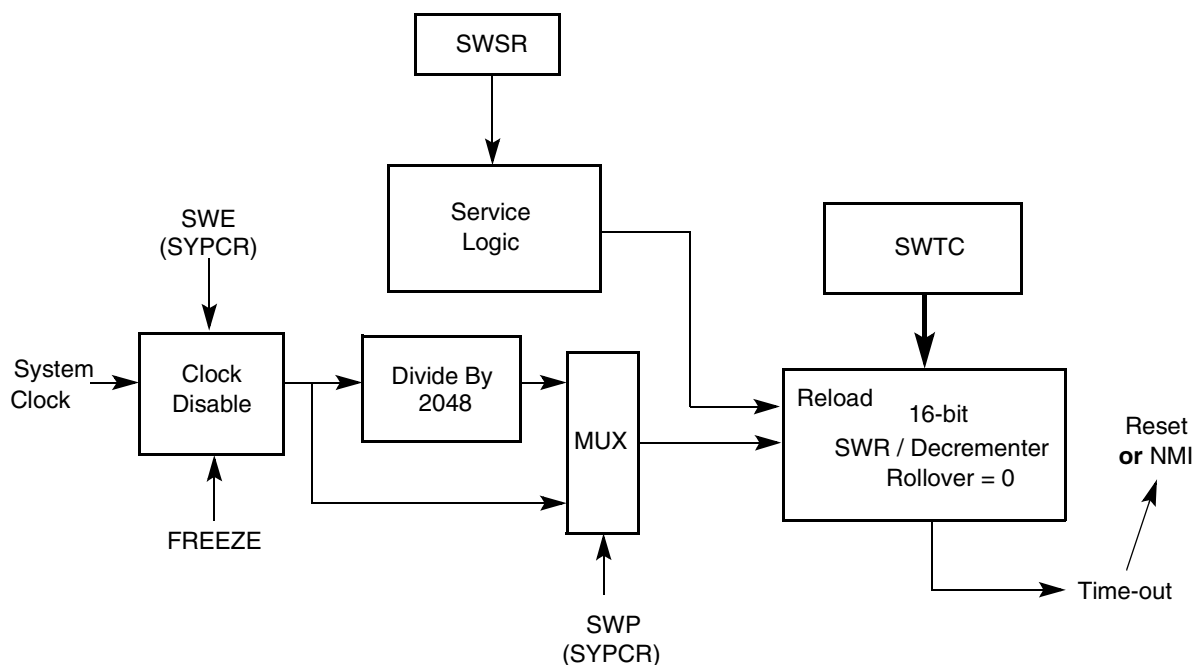 SWSR
Service
Logic
SWE
(SYPCR)
SWTC
System
Clock
Clock
Disable
Divide By
2048
MUX
Reload
16-bit
SWR / Decrementer
Rollover = 0
Reset
or NMI
FREEZE
Time-out
SWP
(SYPCR)